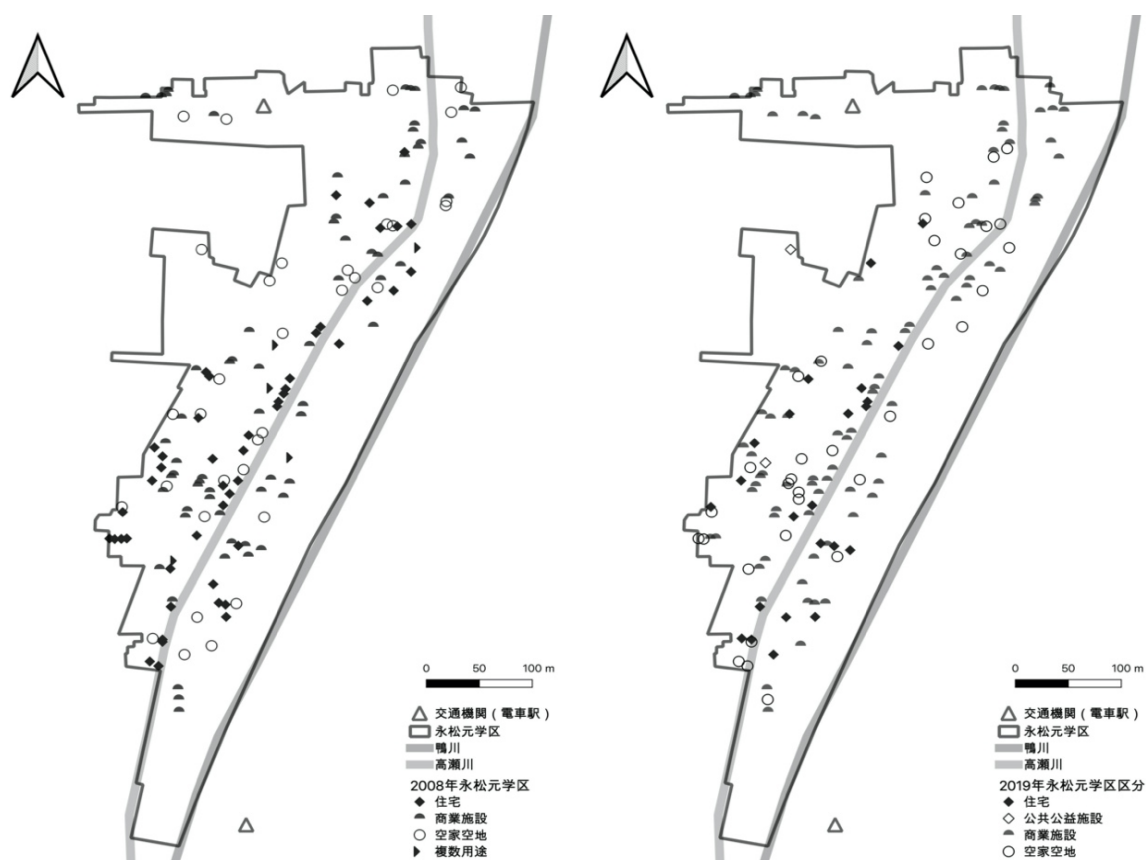 0 50 100 m
交通機関（電車駅）
永松元学区
鴨川
高瀬川
2008年永松元学区
住宅
商業施設
空家空地
複数用途
0 50 100 m
交通機関（電車駅）
永松元学区
鴨川
高瀬川
2019年永松元学区区分
住宅
公共公益施設
商業施設
空家空地